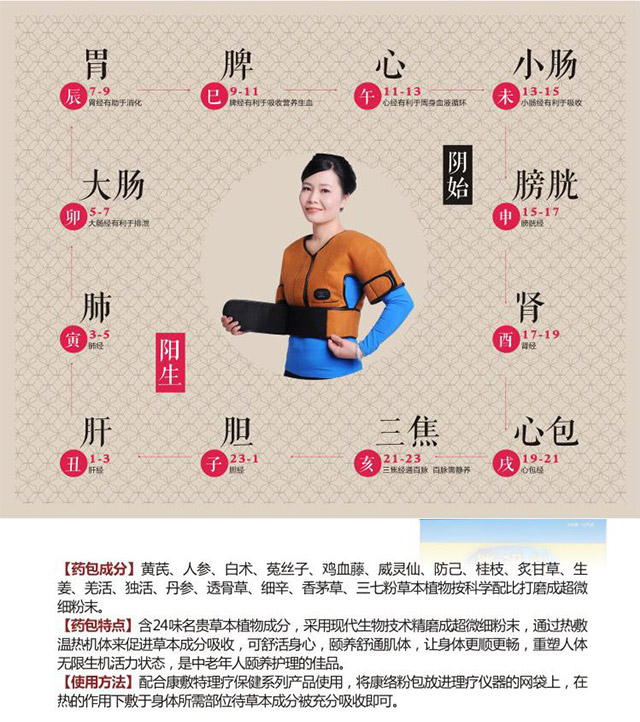 胃 脾 心 小肠
辰 7-9 巳 9-11 午 11-13 未 13-15
胃经有助于消化 脾经有利于吸收营养生血 心经有利于周身血液循环 小肠经有利于吸收
阴始
大肠 膀胱
卯 5-7 申 15-17
大肠经有利于排泄 膀胱经
肺 肾
寅 3-5 酉 17-19
肺经 肾经
阳生
肝 胆 三焦 心包
丑 1-3 子 23-1 亥 21-23 戌 19-21
肝经 胆经 三焦经通百脉 百脉需静养 心包经
【药包成分】黄芪、人参、白术、菟丝子、鸡血藤、威灵仙、防己、桂枝、炙甘草、生
姜、羌活、独活、丹参、透骨草、细辛、香茅草、三七粉草本植物按科学配比打磨成超微
细粉末。
【药包特点】含24味名贵草本植物成分，采用现代生物技术精磨成超微细粉末，通过热敷
温热机体来促进草本成分吸收，可舒活身心，颐养舒通肌体，让身体更顺更畅，重塑人体
无限生机活力状态，是中老年人颐养护理的佳品。
【使用方法】配合康敷特理疗保健系列产品使用，将康络粉包放进理疗仪器的网袋上，在
热的作用下敷于身体所需部位待草本成分被充分吸收即可。